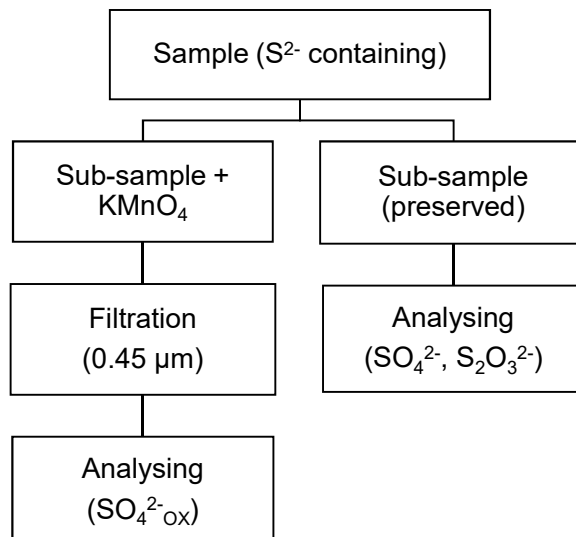 Sample (S²⁻ containing)
Sub-sample +
KMnO₄
Sub-sample
(preserved)
Filtration
(0.45 µm)
Analysing
(SO₄²⁻, S₂O₃²⁻)
Analysing
(SO₄²⁻ₒₓ)